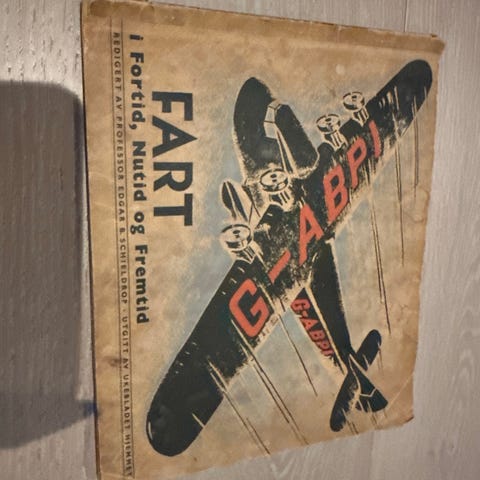 FART
i Fortid, Nutid og Fremtid
REDIGERT AV PROFESSOR EDGAR B. SCHIELDROP - UTGITT AV UKEBLADET HJEMMET
G-ABPI
G-ABPI